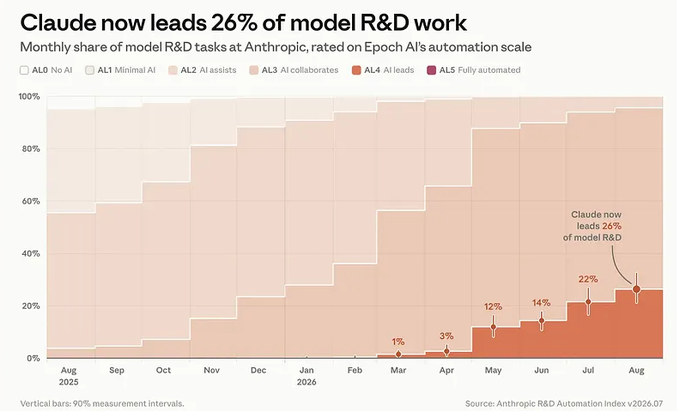 Claude now leads 26% of model R&D work
Monthly share of model R&D tasks at Anthropic, rated on Epoch AI's automation scale
AL0 No AI AL1 Minimal AI AL2 AI assists AL3 AI collaborates AL4 AI leads AL5 Fully automated
100%
80%
60%
40%
20%
0%
Claude now
leads 26%
of model R&D
1%
3%
12%
14%
22%
Aug Sep Oct Nov Dec Jan Feb Mar Apr May Jun Jul Aug
2025 2026
Vertical bars: 90% measurement intervals. Source: Anthropic R&D Automation Index v2026.07